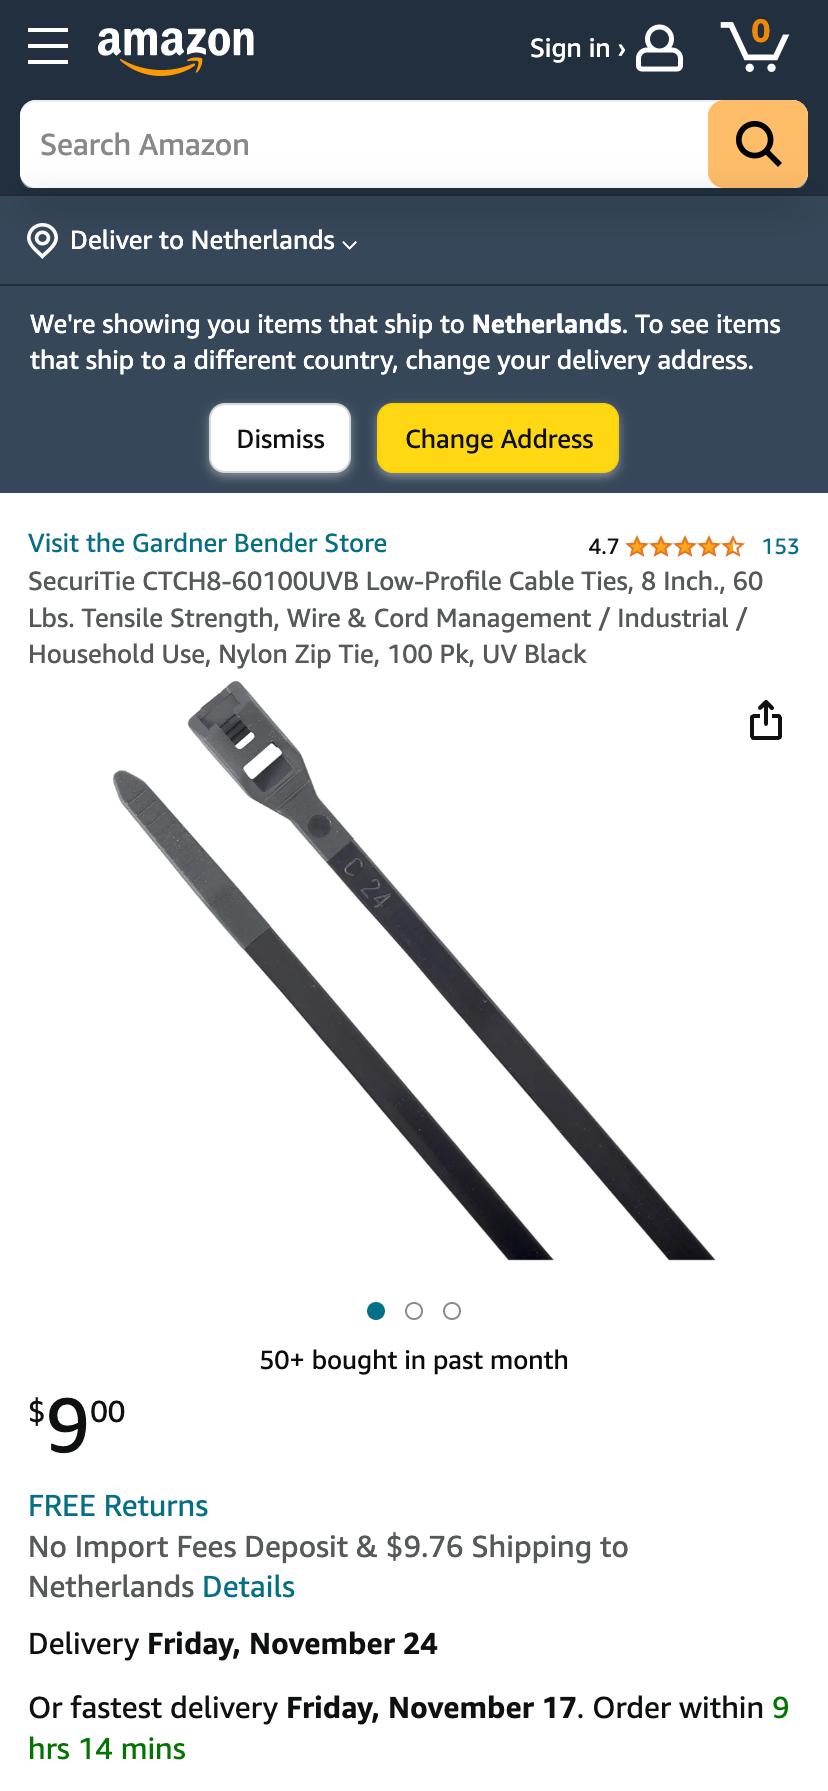 amazon
Sign in ›
0
Search Amazon
Deliver to Netherlands
We're showing you items that ship to Netherlands. To see items
that ship to a different country, change your delivery address.
Dismiss
Change Address
Visit the Gardner Bender Store
4.7
153
SecuriTie CTCH8-60100UVB Low-Profile Cable Ties, 8 Inch., 60
Lbs. Tensile Strength, Wire & Cord Management / Industrial /
Household Use, Nylon Zip Tie, 100 Pk, UV Black
C 24
50+ bought in past month
$900
FREE Returns
No Import Fees Deposit & $9.76 Shipping to
Netherlands Details
Delivery Friday, November 24
Or fastest delivery Friday, November 17. Order within 9
hrs 14 mins